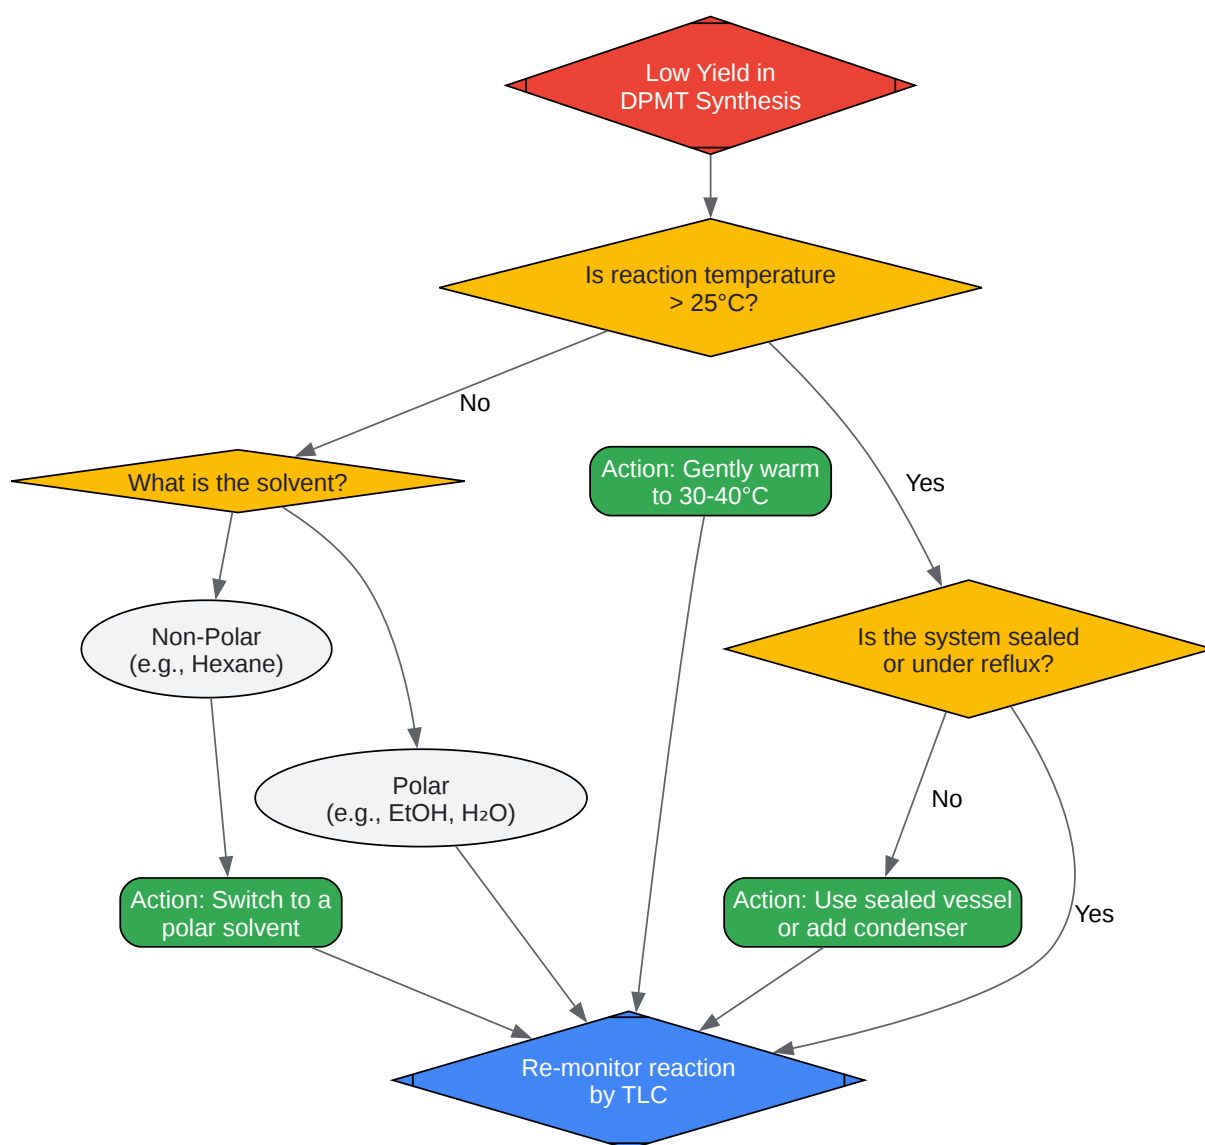 Low Yield in
DPMT Synthesis
Is reaction temperature
> 25°C?
No
What is the solvent?
Action: Gently warm
to 30-40°C
Yes
Non-Polar
(e.g., Hexane)
Is the system sealed
or under reflux?
Polar
(e.g., EtOH, H₂O)
No
Action: Switch to a
polar solvent
Action: Use sealed vessel
or add condenser
Yes
Re-monitor reaction
by TLC